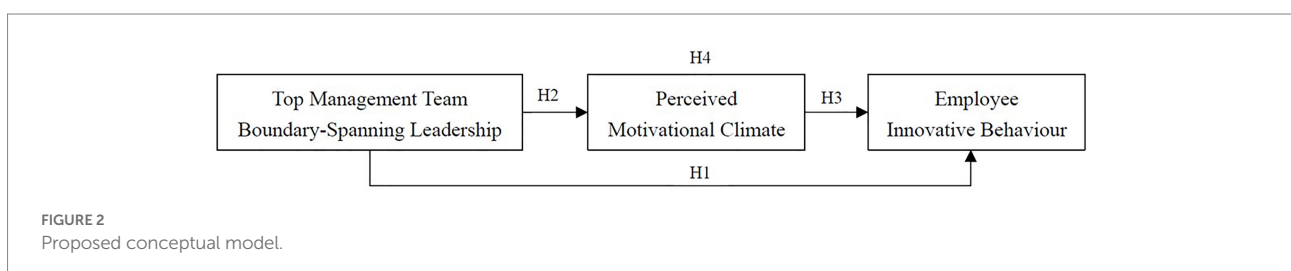 H4
Top Management Team
Boundary-Spanning Leadership
H2
Perceived
Motivational Climate
H3
Employee
Innovative Behaviour
H1
FIGURE 2
Proposed conceptual model.